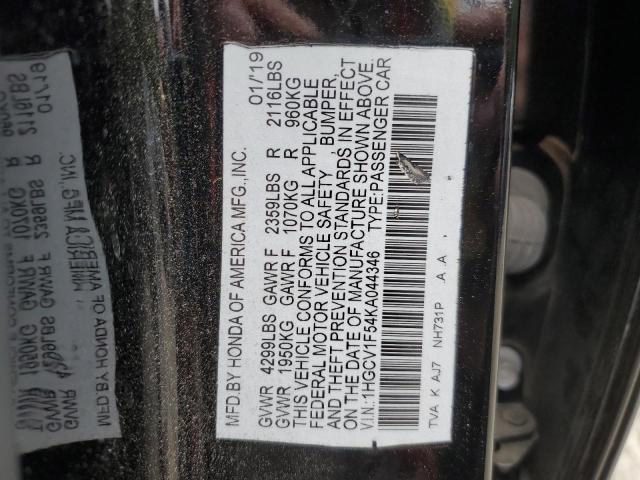 MFD.BY HONDA OF AMERICA MFG.,INC. 01/19
GVWR 4299LBS GAWR F 2359LBS R 2116LBS
GVWR 1950KG GAWR F 1070KG R 960KG
THIS VEHICLE CONFORMS TO ALL APPLICABLE
FEDERAL MOTOR VEHICLE SAFETY , BUMPER,
AND THEFT PREVENTION STANDARDS IN EFFECT
ON THE DATE OF MANUFACTURE SHOWN ABOVE.
V.I.N.:1HGCV1F54KA044346 TYPE:PASSENGER CAR
TVA K AJ7 NH731P A A ,